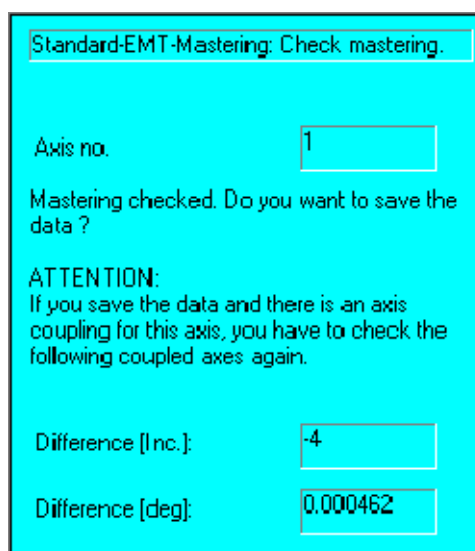 Standard-EMT-Mastering: Check mastering.
Axis no. 1
Mastering checked. Do you want to save the
data ?
ATTENTION:
If you save the data and there is an axis
coupling for this axis, you have to check the
following coupled axes again.
Difference [Inc.]: -4
Difference [deg]: 0.000462